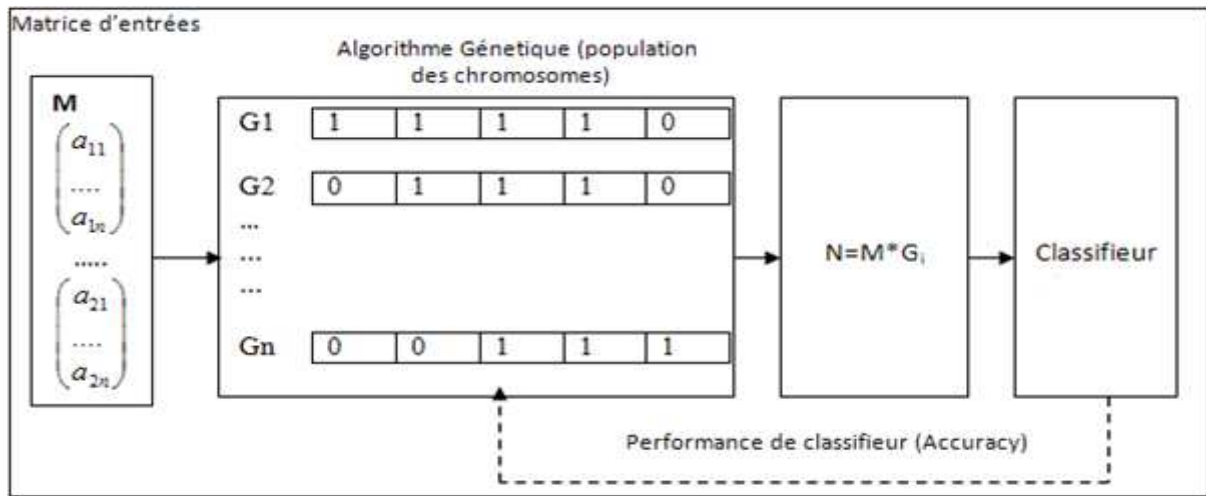 Matrice d'entrées
Algorithme Génetique (population
des chromosomes)
M
a11
....
a1n
.....
a21
....
a2n
G1 1 1 1 1 0
G2 0 1 1 1 0
...
...
...
Gn 0 0 1 1 1
N=M*Gi
Classifieur
Performance de classifieur (Accuracy)